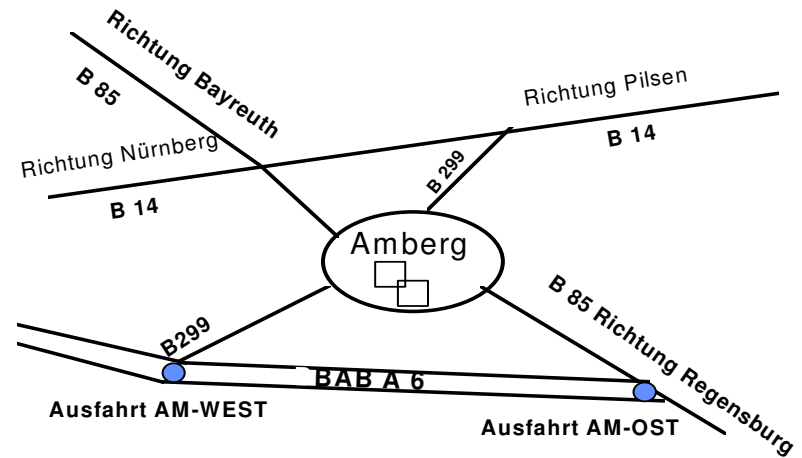 Richtung Bayreuth
B 85
Richtung Pilsen
B 14
Richtung Nürnberg
B 14
B 299
Amberg
B 85 Richtung Regensburg
B299
BAB A 6
Ausfahrt AM-WEST
Ausfahrt AM-OST